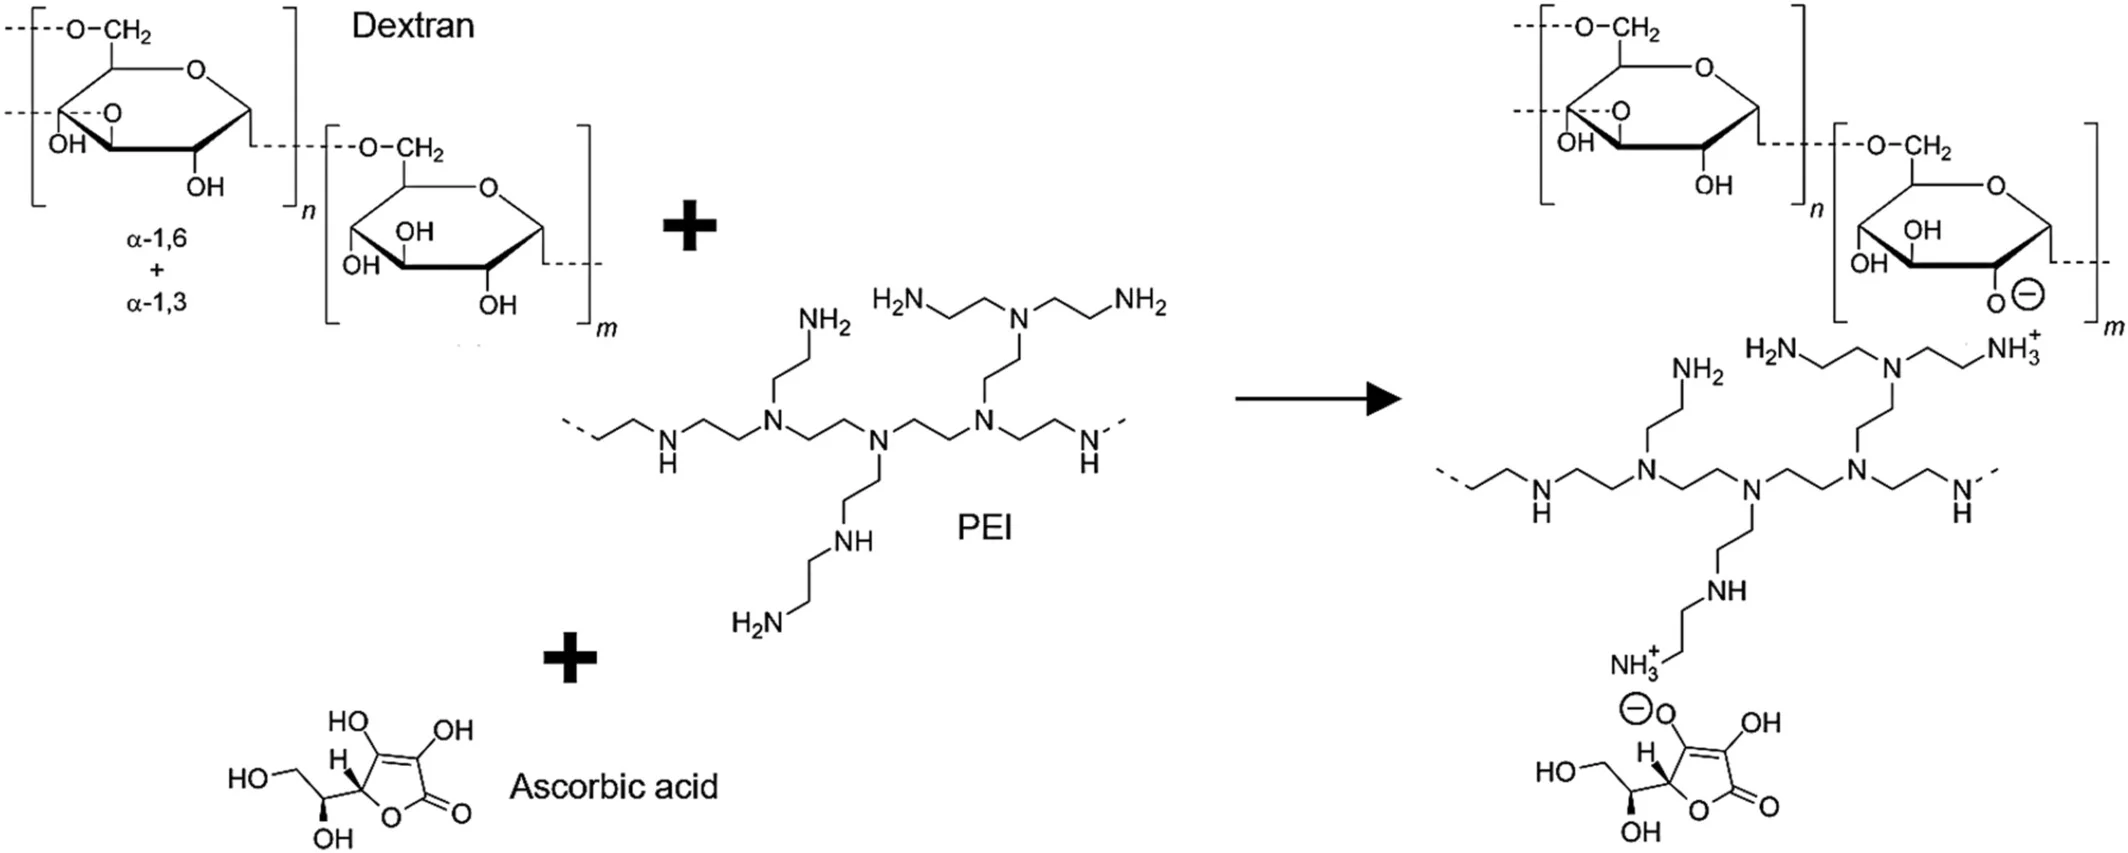 Dextran
O-CH₂
O
O
OH
OH
n
α-1,6
+
α-1,3
O-CH₂
O
OH
OH
OH
m
+
H₂N
N
NH₂
NH₂
N
H
N
N
N
N
H
NH
H₂N
PEI
+
HO
OH
H
HO
O
O
OH
Ascorbic acid
O-CH₂
O
O
OH
OH
n
O-CH₂
O
OH
OH
O⊖
m
H₂N
N
NH₃⁺
NH₂
N
H
N
N
N
N
H
NH
NH₃⁺
⊖O
OH
H
HO
O
O
OH